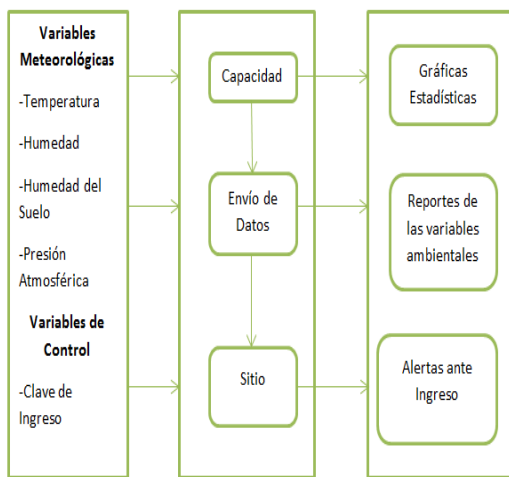 Variables
Meteorológicas
-Temperatura
-Humedad
-Humedad del
Suelo
-Presión
Atmosférica
Variables de
Control
-Clave de
Ingreso
Capacidad
Envío de
Datos
Sitio
Gráficas
Estadísticas
Reportes de
las variables
ambientales
Alertas ante
Ingreso